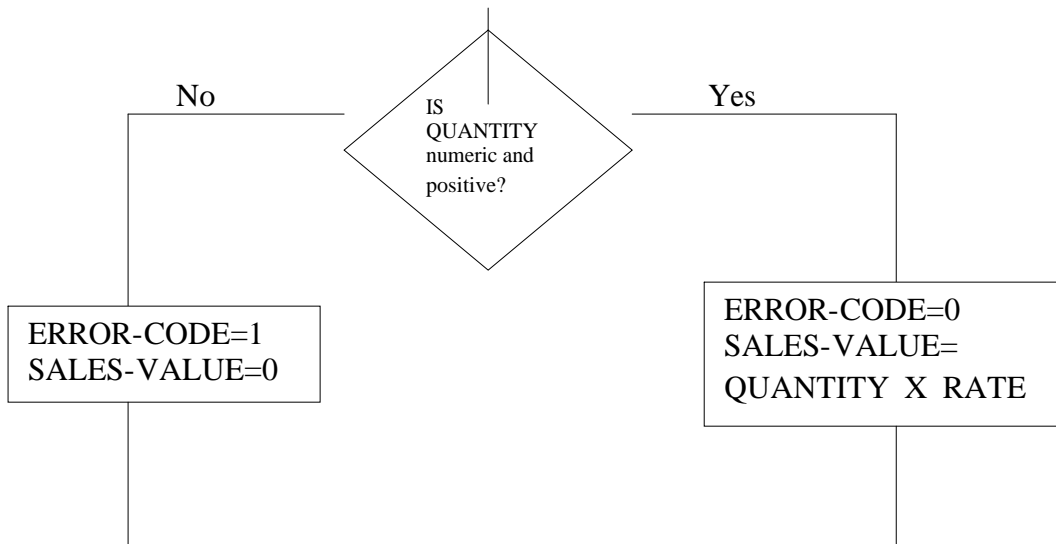 No
Yes
IS
QUANTITY
numeric and
positive?
ERROR-CODE=1
SALES-VALUE=0
ERROR-CODE=0
SALES-VALUE=
QUANTITY X RATE